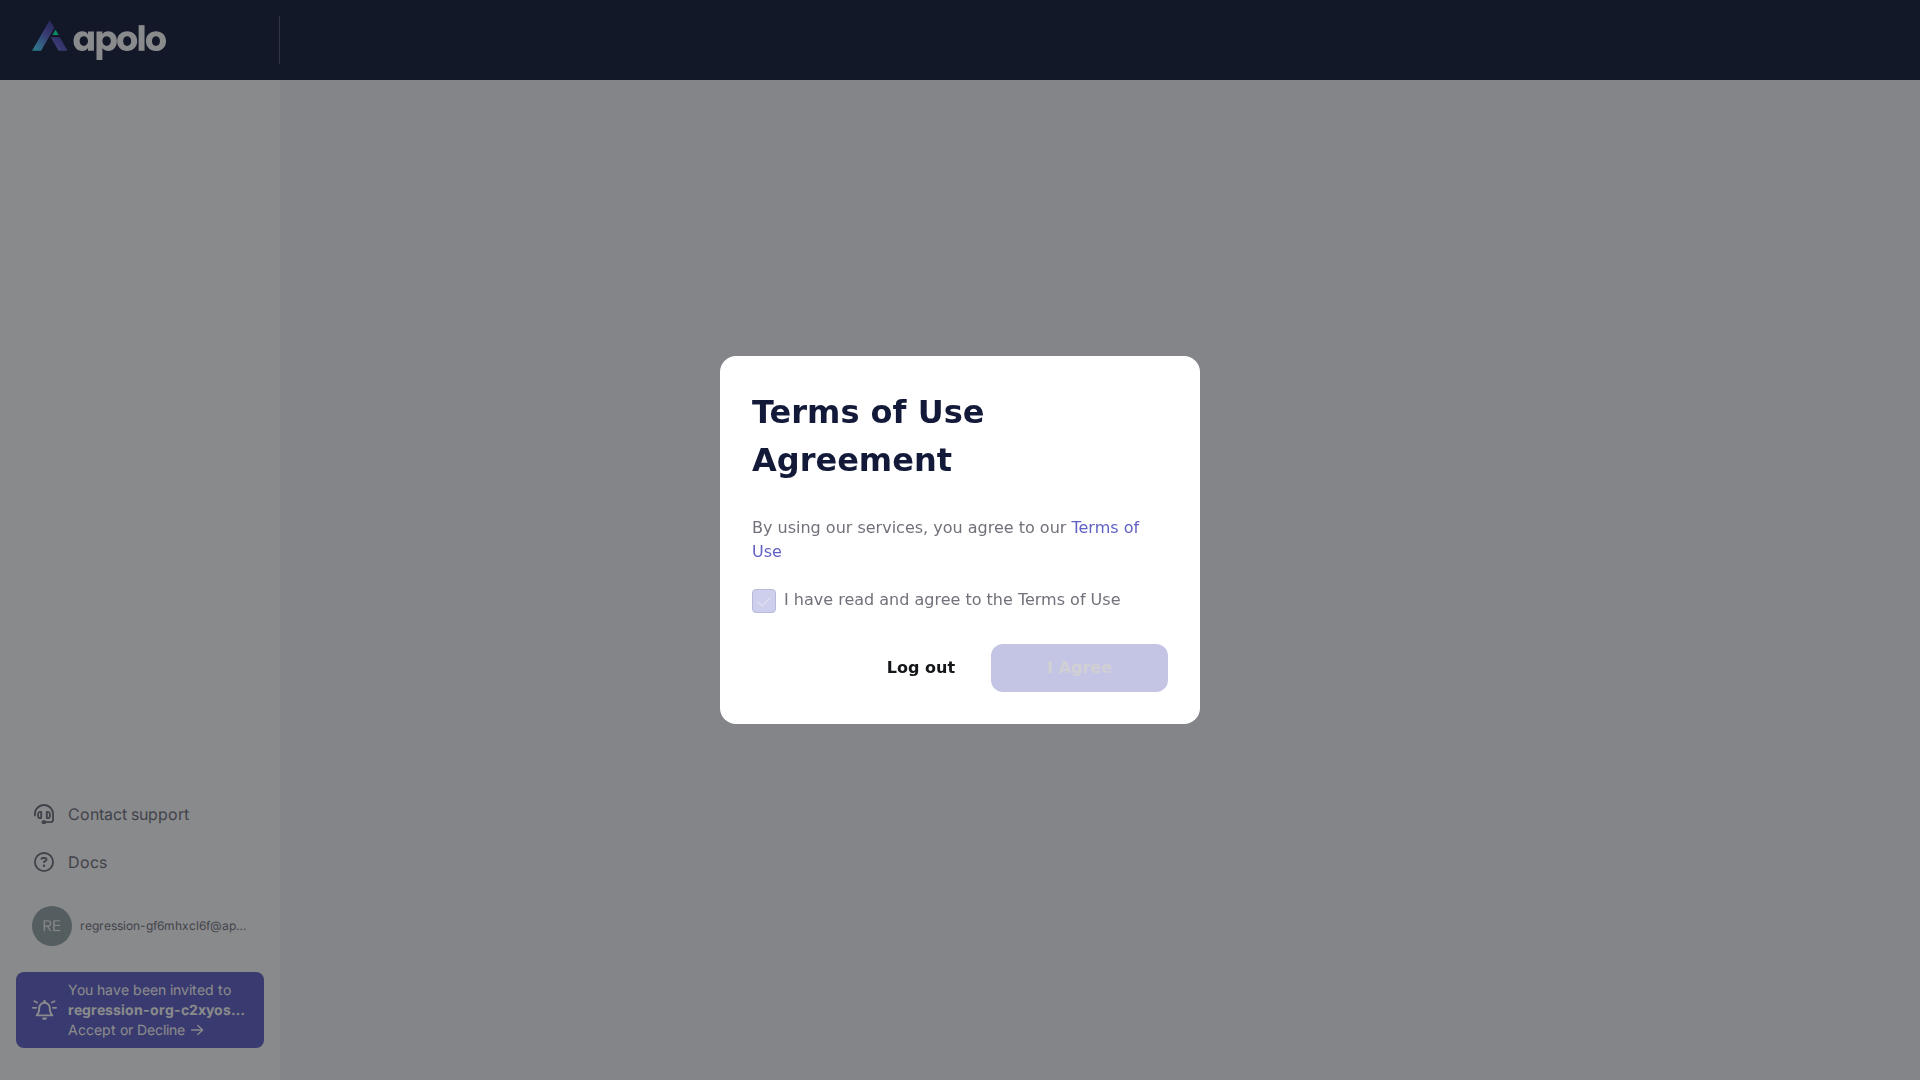 apolo
Terms of Use
Agreement
By using our services, you agree to our Terms of
Use
I have read and agree to the Terms of Use
Log out
I Agree
Contact support
Docs
RE
regression-gf6mhxcl6f@ap...
You have been invited to
regression-org-c2xyos...
Accept or Decline →